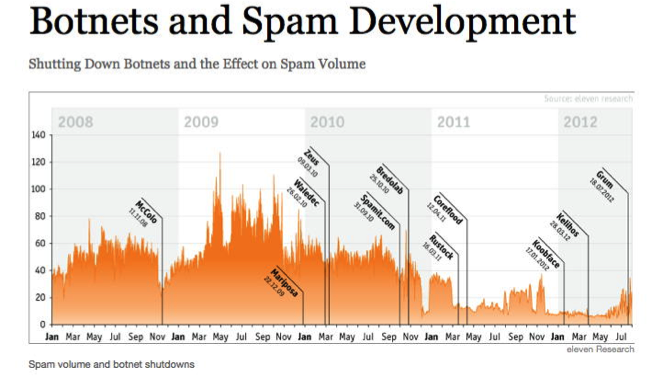 Botnets and Spam Development
Shutting Down Botnets and the Effect on Spam Volume
Source: eleven research
2008 2009 2010 2011 2012
140
120
100
80
60
40
20
0
McColo
11.11.08
Mariposa
22.12.09
Waledec
26.02.10
Zeus
09.03.10
Spamit.com
31.09.10
Bredolab
25.10.10
Rustock
16.03.11
Coreflood
12.04.11
Koobface
17.01.2012
Kelihos
28.03.12
Grum
18.07.2012
Jan Mar May Jul Sep Nov Jan Mar May Jul Sep Nov Jan Mar May Jul Sep Nov Jan Mar May Jul Sep Nov Jan Mar May Jul
eleven Research
Spam volume and botnet shutdowns